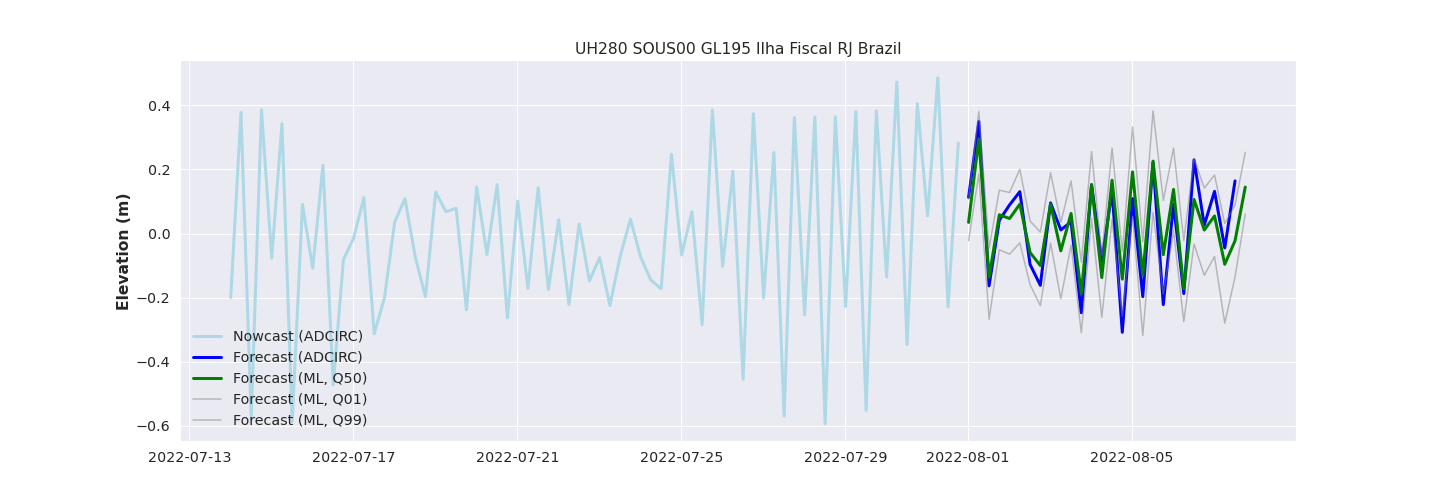 UH280 SOUS00 GL195 Ilha Fiscal RJ Brazil
Elevation (m)
0.4
0.2
0.0
−0.2
−0.4
−0.6
Nowcast (ADCIRC)
Forecast (ADCIRC)
Forecast (ML, Q50)
Forecast (ML, Q01)
Forecast (ML, Q99)
2022-07-13 2022-07-17 2022-07-21 2022-07-25 2022-07-29 2022-08-01 2022-08-05